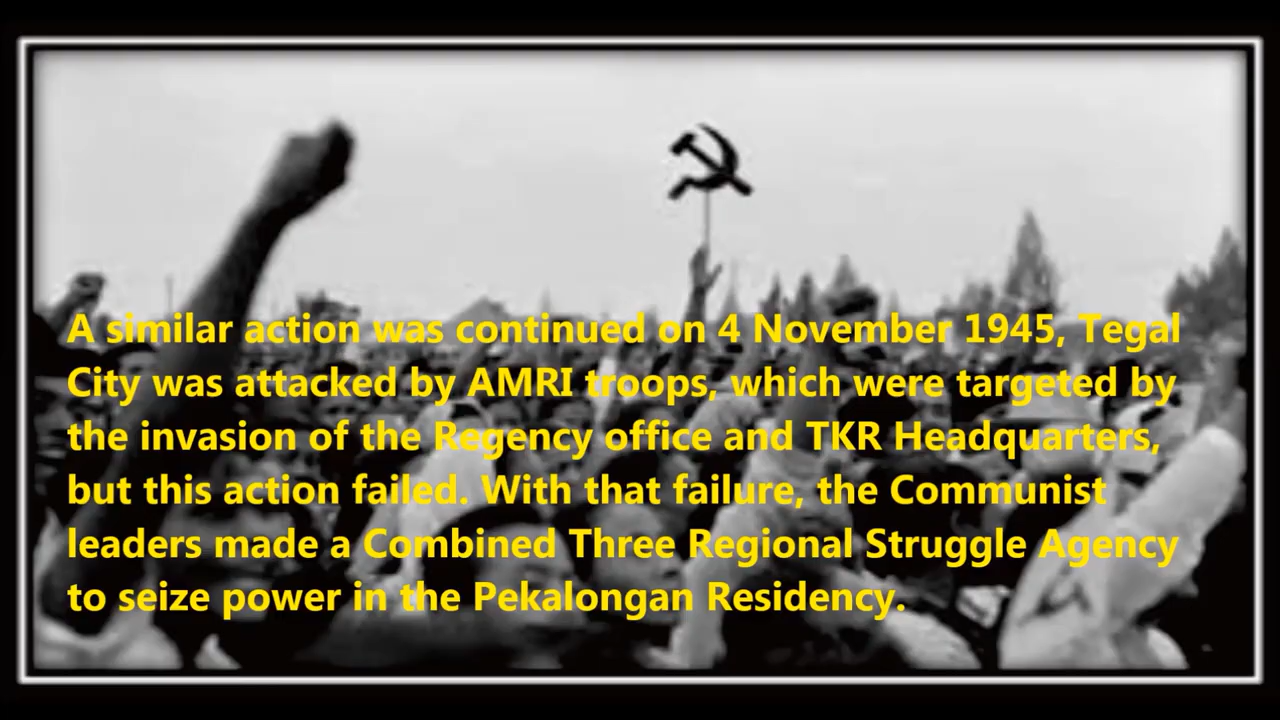 A similar action was continued on 4 November 1945, Tegal
City was attacked by AMRI troops, which were targeted by
the invasion of the Regency office and TKR Headquarters,
but this action failed. With that failure, the Communist
leaders made a Combined Three Regional Struggle Agency
to seize power in the Pekalongan Residency.